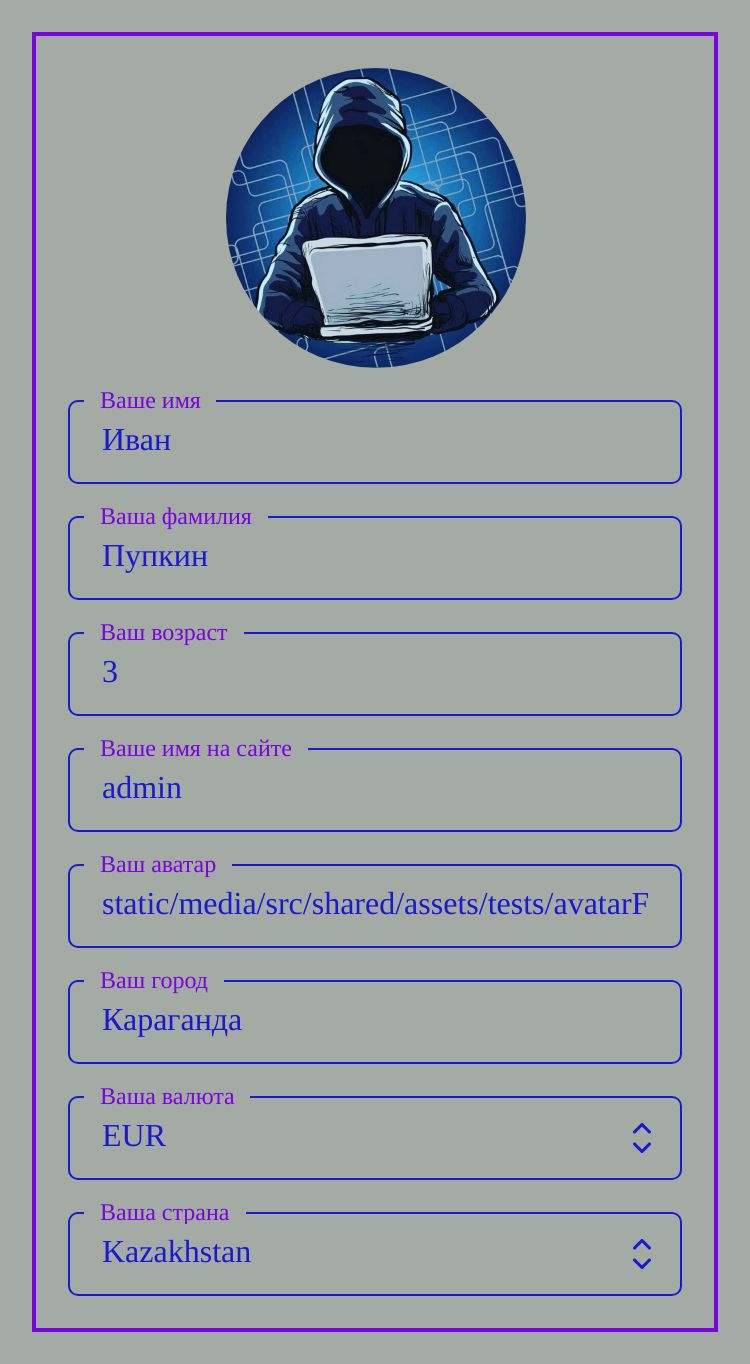 Ваше имя
Иван
Ваша фамилия
Пупкин
Ваш возраст
3
Ваше имя на сайте
admin
Ваш аватар
static/media/src/shared/assets/tests/avatarF
Ваш город
Караганда
Ваша валюта
EUR
Ваша страна
Kazakhstan